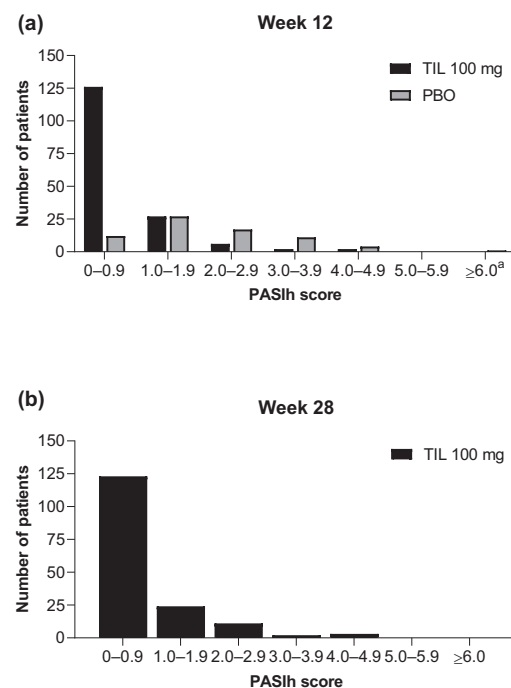 (a)
Week 12
Number of patients
150
125
100
75
50
25
0
TIL 100 mg
PBO
0–0.9 1.0–1.9 2.0–2.9 3.0–3.9 4.0–4.9 5.0–5.9 ≥6.0ᵃ
PASIh score
(b)
Week 28
Number of patients
150
125
100
75
50
25
0
TIL 100 mg
0–0.9 1.0–1.9 2.0–2.9 3.0–3.9 4.0–4.9 5.0–5.9 ≥6.0
PASIh score